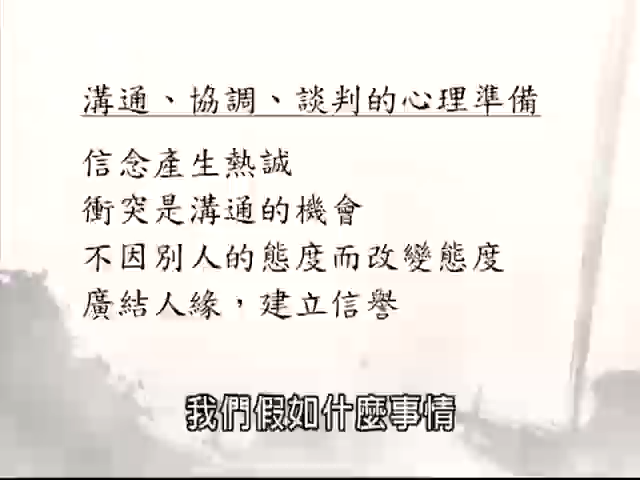 溝通、協調、談判的心理準備
信念產生熱誠
衝突是溝通的機會
不因別人的態度而改變態度
廣結人緣，建立信譽
我們假如什麼事情